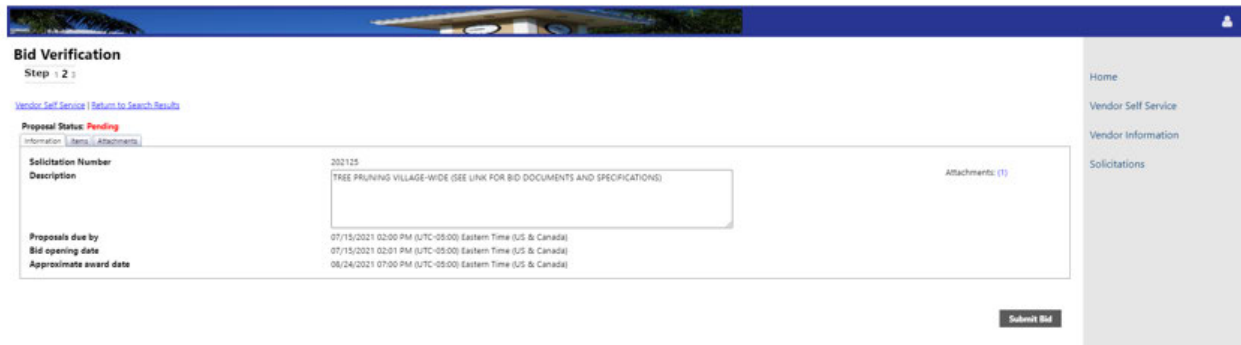 Bid Verification
Step 1 2 3
Vendor Self Service | Return to Search Results
Proposal Status: Pending
Information Items Attachments
Solicitation Number 202125
Description TREE PRUNING VILLAGE-WIDE (SEE LINK FOR BID DOCUMENTS AND SPECIFICATIONS) Attachments: (1)
Proposals due by 07/15/2021 02:00 PM (UTC-05:00) Eastern Time (US & Canada)
Bid opening date 07/15/2021 02:01 PM (UTC-05:00) Eastern Time (US & Canada)
Approximate award date 08/24/2021 07:00 PM (UTC-05:00) Eastern Time (US & Canada)
Submit Bid
Home
Vendor Self Service
Vendor Information
Solicitations